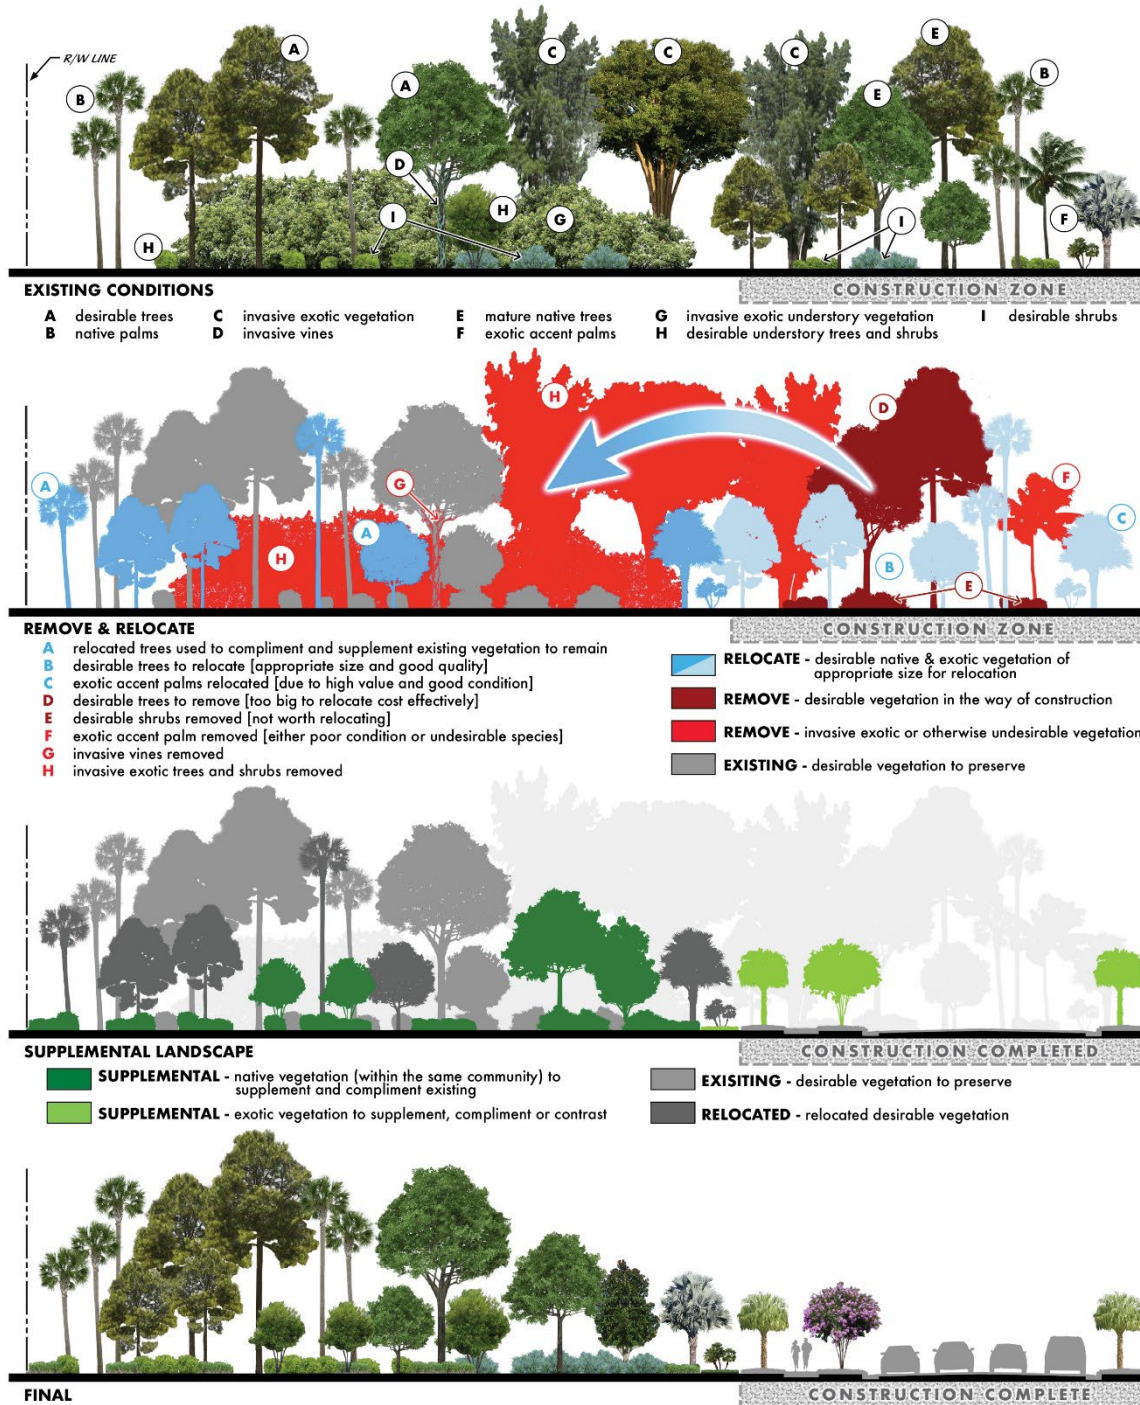 R/W LINE
A
C
C
C
E
B
A
B
E
D
H
G
I
I
F
H
EXISTING CONDITIONS
CONSTRUCTION ZONE
A desirable trees
B native palms
C invasive exotic vegetation
D invasive vines
E mature native trees
F exotic accent palms
G invasive exotic understory vegetation
H desirable understory trees and shrubs
I desirable shrubs
H
D
A
G
F
A
C
H
B
E
REMOVE & RELOCATE
CONSTRUCTION ZONE
A relocated trees used to compliment and supplement existing vegetation to remain
B desirable trees to relocate [appropriate size and good quality]
C exotic accent palms relocated [due to high value and good condition]
D desirable trees to remove [too big to relocate cost effectively]
E desirable shrubs removed [not worth relocating]
F exotic accent palm removed [either poor condition or undesirable species]
G invasive vines removed
H invasive exotic trees and shrubs removed
RELOCATE - desirable native & exotic vegetation of
appropriate size for relocation
REMOVE - desirable vegetation in the way of construction
REMOVE - invasive exotic or otherwise undesirable vegetation
EXISTING - desirable vegetation to preserve
SUPPLEMENTAL LANDSCAPE
CONSTRUCTION COMPLETED
SUPPLEMENTAL - native vegetation (within the same community) to
supplement and compliment existing
SUPPLEMENTAL - exotic vegetation to supplement, compliment or contrast
EXISITING - desirable vegetation to preserve
RELOCATED - relocated desirable vegetation
FINAL
CONSTRUCTION COMPLETE